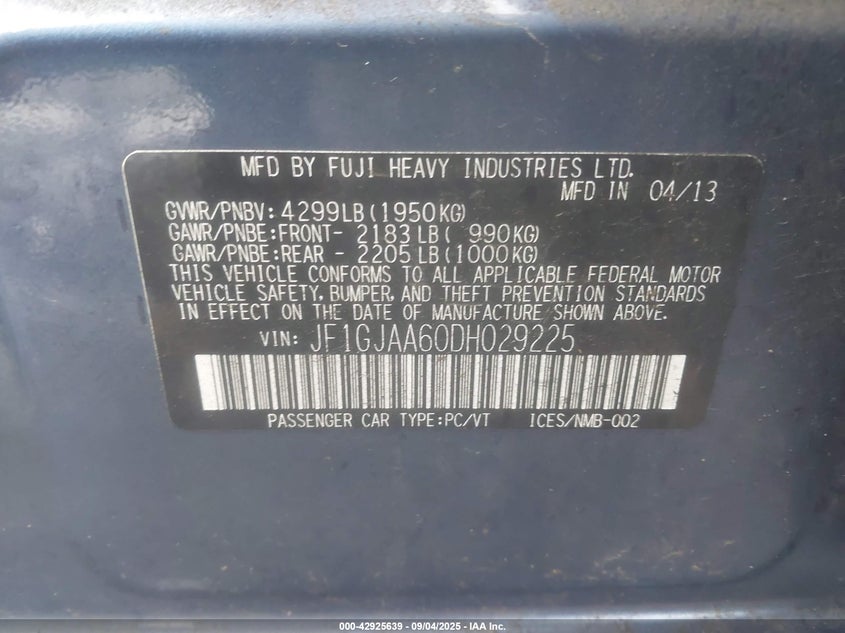 MFD BY FUJI HEAVY INDUSTRIES LTD.
MFD IN 04/13
GVWR/PNBV: 4299LB(1950KG)
GAWR/PNBE:FRONT- 2183 LB( 990KG)
GAWR/PNBE:REAR - 2205 LB(1000KG)
THIS VEHICLE CONFORMS TO ALL APPLICABLE FEDERAL MOTOR
VEHICLE SAFETY, BUMPER, AND THEFT PREVENTION STANDARDS
IN EFFECT ON THE DATE OF MANUFACTURE SHOWN ABOVE.
VIN: JF1GJAA60DH029225
PASSENGER CAR TYPE:PC/VT ICES/NMB-002
000-42925639 - 09/04/2025 - IAA Inc.